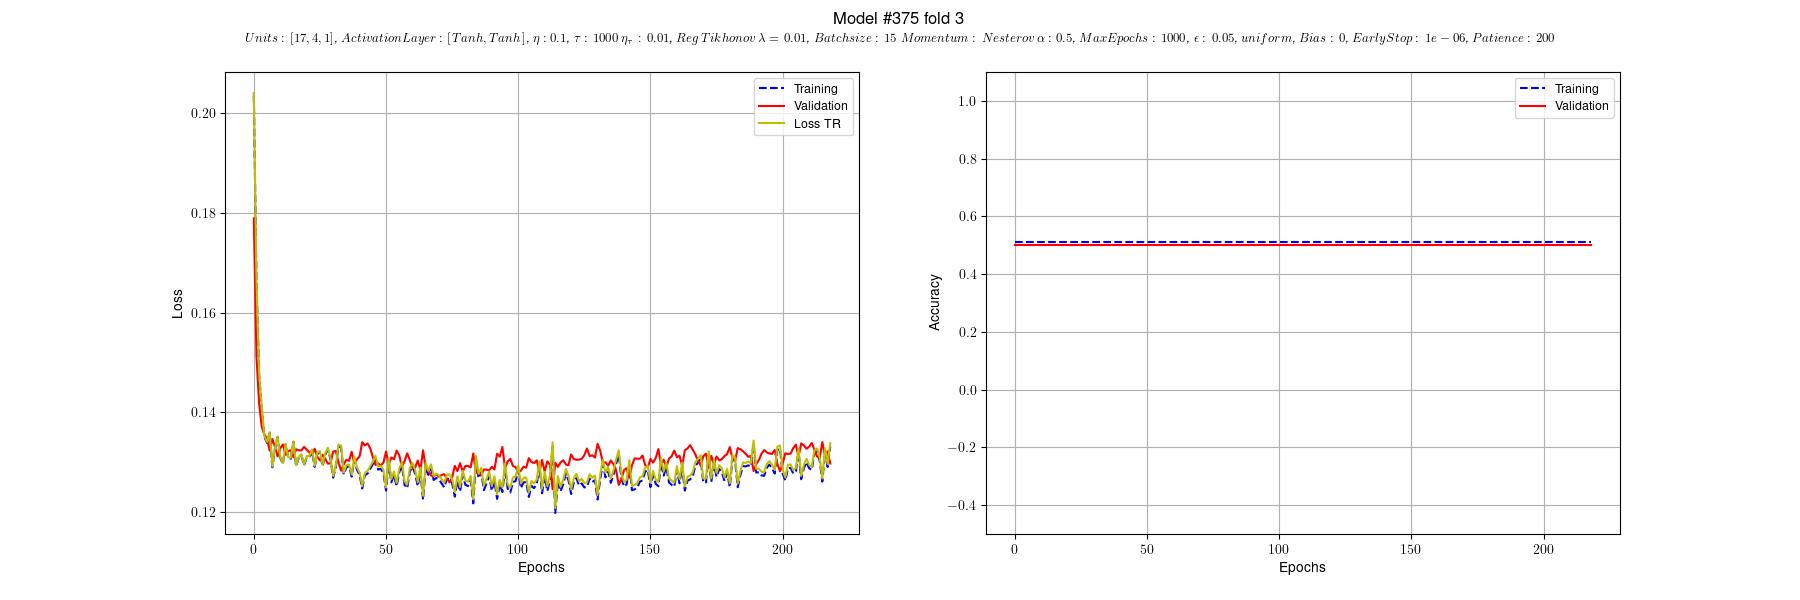 Model #375 fold 3
Units : [17, 4, 1], ActivationLayer : [Tanh, Tanh], η : 0.1, τ : 1000 η_τ : 0.01, Reg Tikhonov λ = 0.01, Batchsize : 15 Momentum : Nesterov α : 0.5, MaxEpochs : 1000, ϵ : 0.05, uniform, Bias : 0, EarlyStop : 1e − 06, Patience : 200
Training
Validation
Loss TR
0.20
0.18
0.16
0.14
0.12
Loss
0 50 100 150 200
Epochs
Training
Validation
1.0
0.8
0.6
0.4
0.2
0.0
−0.2
−0.4
Accuracy
0 50 100 150 200
Epochs